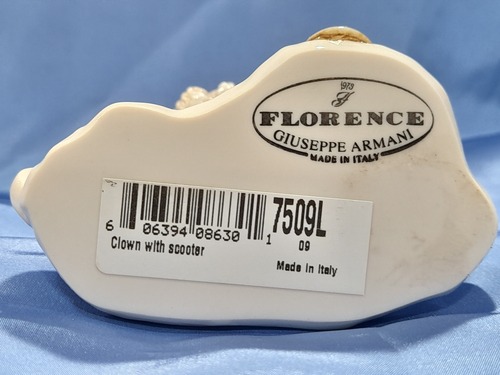 1973
FLORENCE
GIUSEPPE ARMANI
MADE IN ITALY
6 06394 08630 1
7509L
09
Clown with scooter
Made in Italy